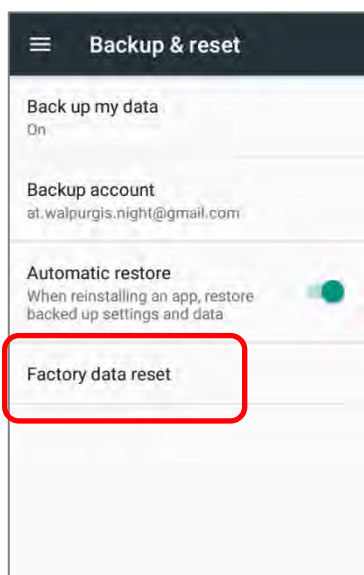 Backup & reset
Back up my data
On
Backup account
at.walpurgis.night@gmail.com
Automatic restore
When reinstalling an app, restore
backed up settings and data
Factory data reset